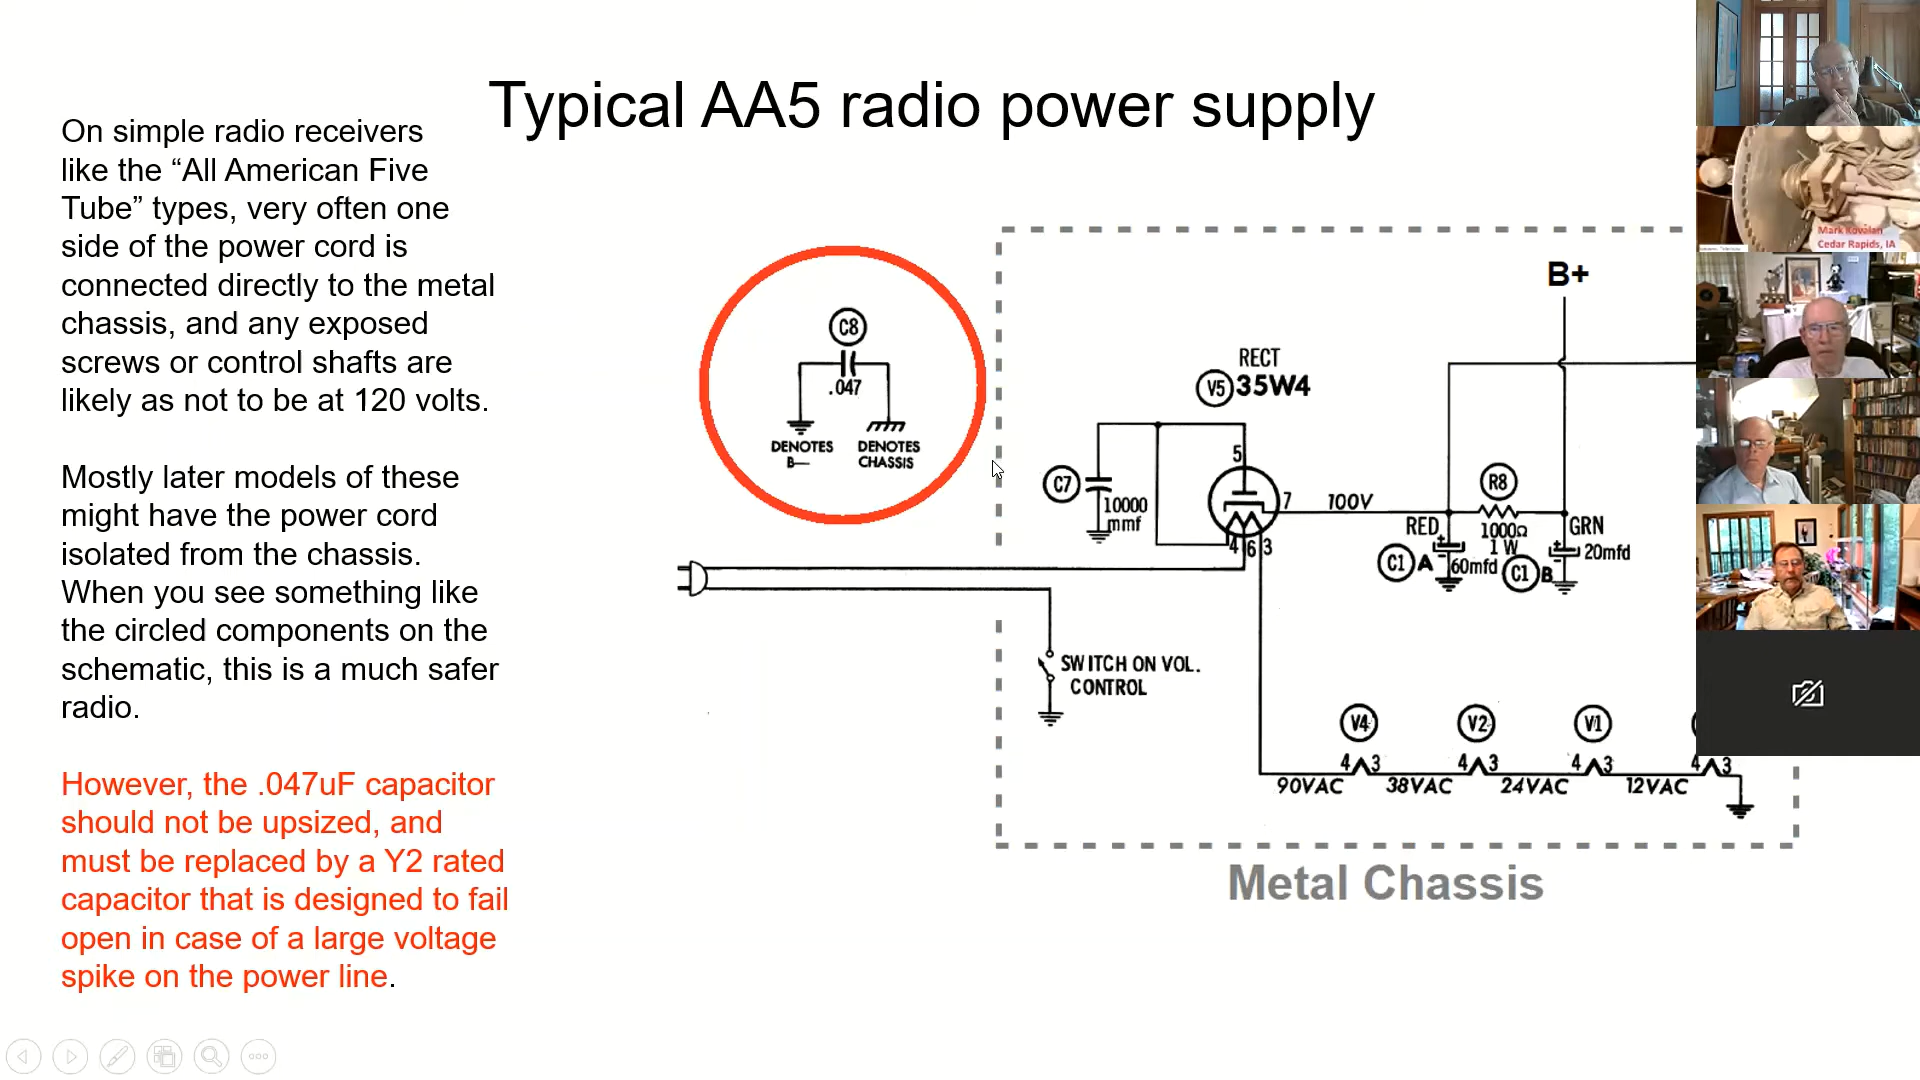 Typical AA5 radio power supply
On simple radio receivers
like the “All American Five
Tube” types, very often one
side of the power cord is
connected directly to the metal
chassis, and any exposed
screws or control shafts are
likely as not to be at 120 volts.
Mostly later models of these
might have the power cord
isolated from the chassis.
When you see something like
the circled components on the
schematic, this is a much safer
radio.
However, the .047uF capacitor
should not be upsized, and
must be replaced by a Y2 rated
capacitor that is designed to fail
open in case of a large voltage
spike on the power line.
C8
.047
DENOTES
B—
DENOTES
CHASSIS
B+
RECT
V5 35W4
5
C7
10000
mmf
7
100V
4 6 3
R8
1000Ω
1 W
RED
C1 A
60mfd
GRN
20mfd
C1 B
SWITCH ON VOL.
CONTROL
V4
V2
V1
4 3
4 3
4 3
4 3
90VAC
38VAC
24VAC
12VAC
Metal Chassis
Mark Kovalan
Cedar Rapids, IA